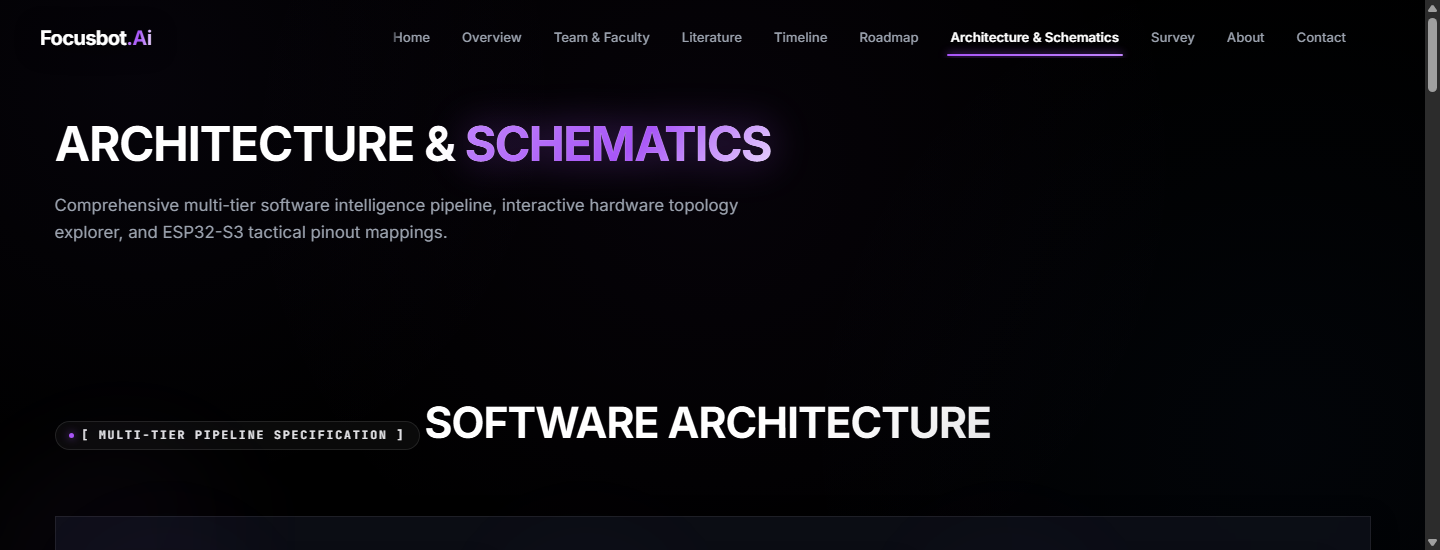 Focusbot.Ai
Home Overview Team & Faculty Literature Timeline Roadmap Architecture & Schematics Survey About Contact
ARCHITECTURE & SCHEMATICS
Comprehensive multi-tier software intelligence pipeline, interactive hardware topology
explorer, and ESP32-S3 tactical pinout mappings.
[ MULTI-TIER PIPELINE SPECIFICATION ] SOFTWARE ARCHITECTURE